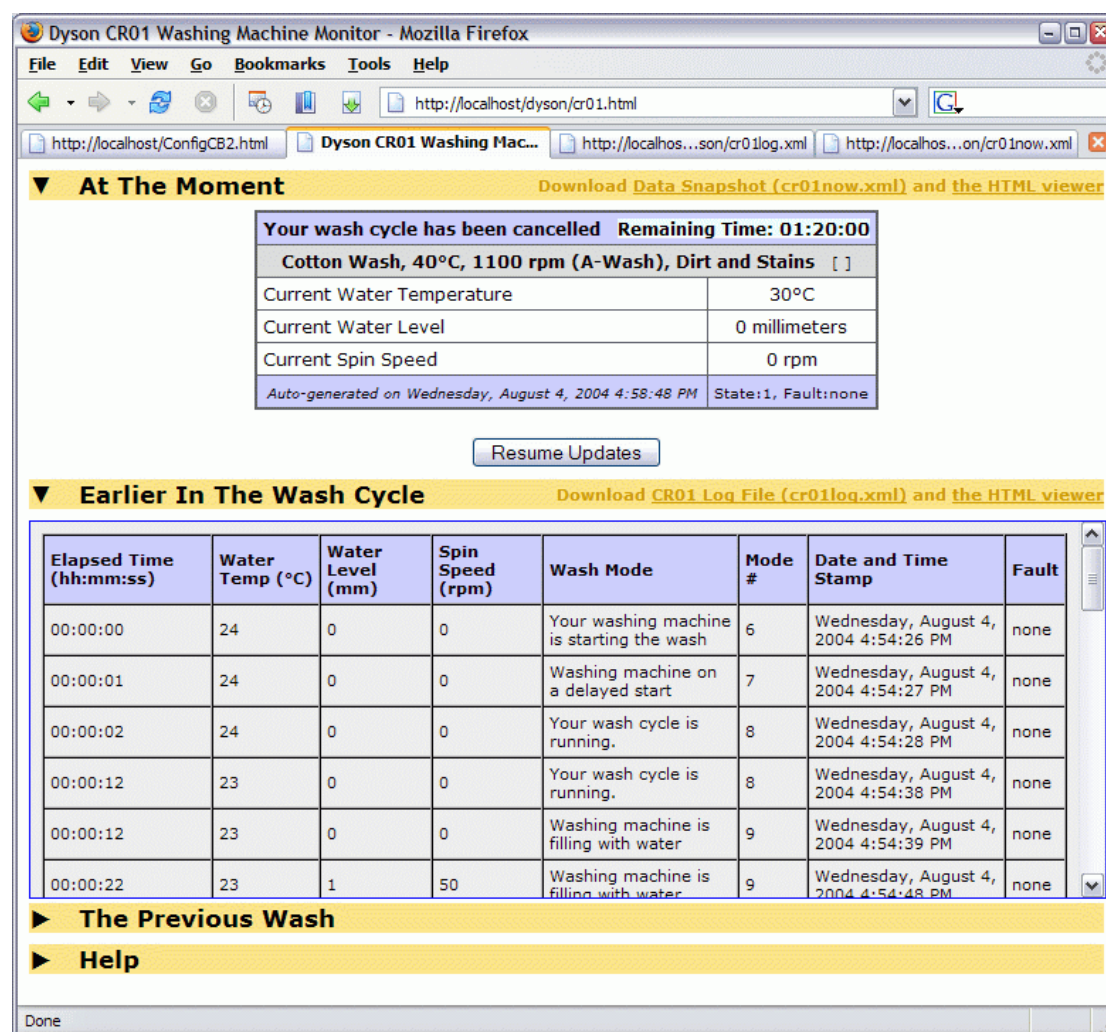 Dyson CR01 Washing Machine Monitor - Mozilla Firefox
File Edit View Go Bookmarks Tools Help
http://localhost/dyson/cr01.html
G
http://localhost/ConfigCB2.html Dyson CR01 Washing Mac... http://localhos...son/cr01log.xml http://localhos...on/cr01now.xml
▼ At The Moment Download Data Snapshot (cr01now.xml) and the HTML viewer
Your wash cycle has been cancelled Remaining Time: 01:20:00
Cotton Wash, 40°C, 1100 rpm (A-Wash), Dirt and Stains [ ]
Current Water Temperature 30°C
Current Water Level 0 millimeters
Current Spin Speed 0 rpm
Auto-generated on Wednesday, August 4, 2004 4:58:48 PM State:1, Fault:none
Resume Updates
▼ Earlier In The Wash Cycle Download CR01 Log File (cr01log.xml) and the HTML viewer
Elapsed Time (hh:mm:ss) Water Temp (°C) Water Level (mm) Spin Speed (rpm) Wash Mode Mode # Date and Time Stamp Fault
00:00:00 24 0 0 Your washing machine is starting the wash 6 Wednesday, August 4, 2004 4:54:26 PM none
00:00:01 24 0 0 Washing machine on a delayed start 7 Wednesday, August 4, 2004 4:54:27 PM none
00:00:02 24 0 0 Your wash cycle is running. 8 Wednesday, August 4, 2004 4:54:28 PM none
00:00:12 23 0 0 Your wash cycle is running. 8 Wednesday, August 4, 2004 4:54:38 PM none
00:00:12 23 0 0 Washing machine is filling with water 9 Wednesday, August 4, 2004 4:54:39 PM none
00:00:22 23 1 50 Washing machine is filling with water 9 Wednesday, August 4, 2004 4:54:48 PM none
► The Previous Wash
► Help
Done